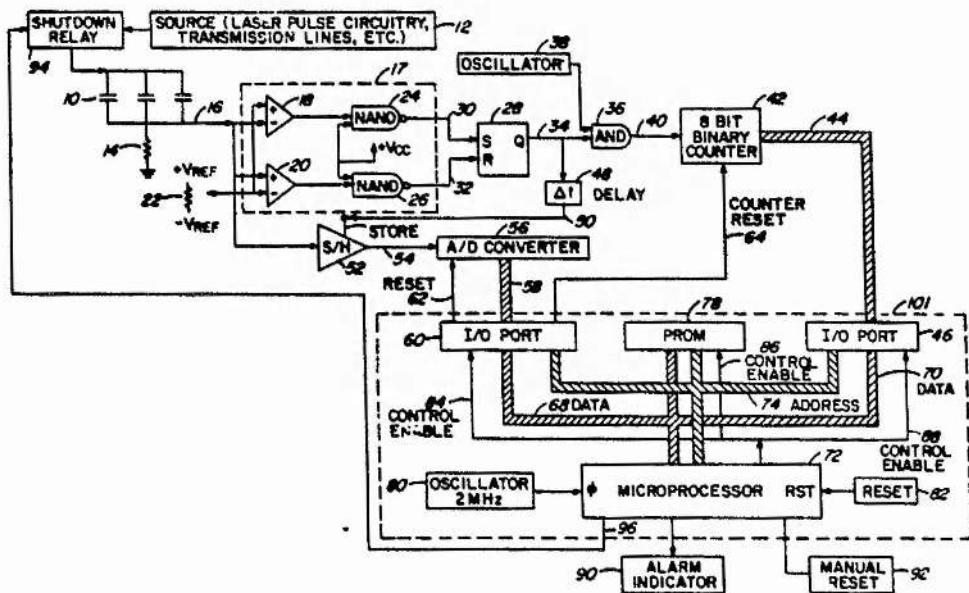 SHUTDOWN
RELAY
94
SOURCE (LASER PULSE CIRCUITRY,
TRANSMISSION LINES, ETC.)
12
38
OSCILLATOR
17
10
16
18
24
NAND
30
28
S
Q
R
34
36
AND
40
42
8 BIT
BINARY
COUNTER
44
14
+VREF
22
-VREF
20
+VCC
NAND
26
32
48
Δt
DELAY
50
STORE
S/H
52
54
56
A/D CONVERTER
COUNTER
RESET
64
RESET
62
58
78
101
I/O PORT
60
PROM
I/O PORT
46
86
CONTROL
ENABLE
70
DATA
84
CONTROL
ENABLE
68 DATA
74 ADDRESS
88
CONTROL
ENABLE
72
80
OSCILLATOR
2MHz
ϕ
MICROPROCESSOR
RST
RESET
82
96
90
ALARM
INDICATOR
MANUAL
RESET
92